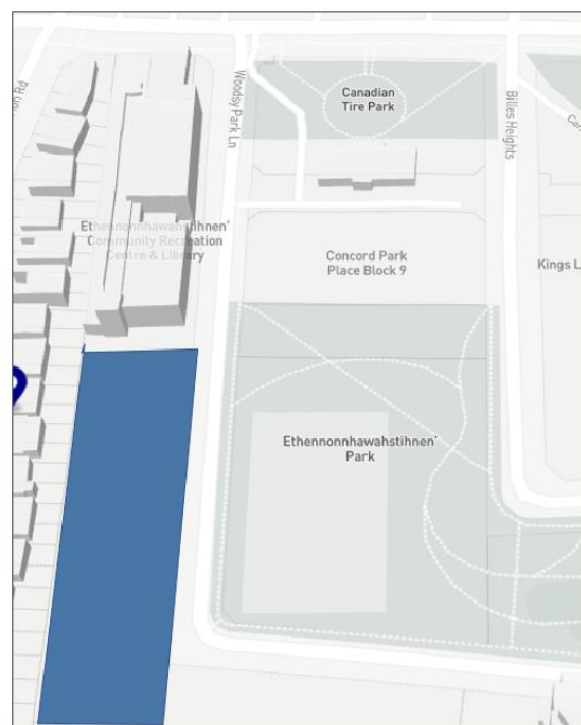 Woodsy Park Ln
Canadian
Tire Park
Billes Heights
Ethennonnhawahstihnen'
Community Recreation
Centre & Library
Concord Park
Place Block 9
Kings L
Ethennonnhawahstihnen'
Park